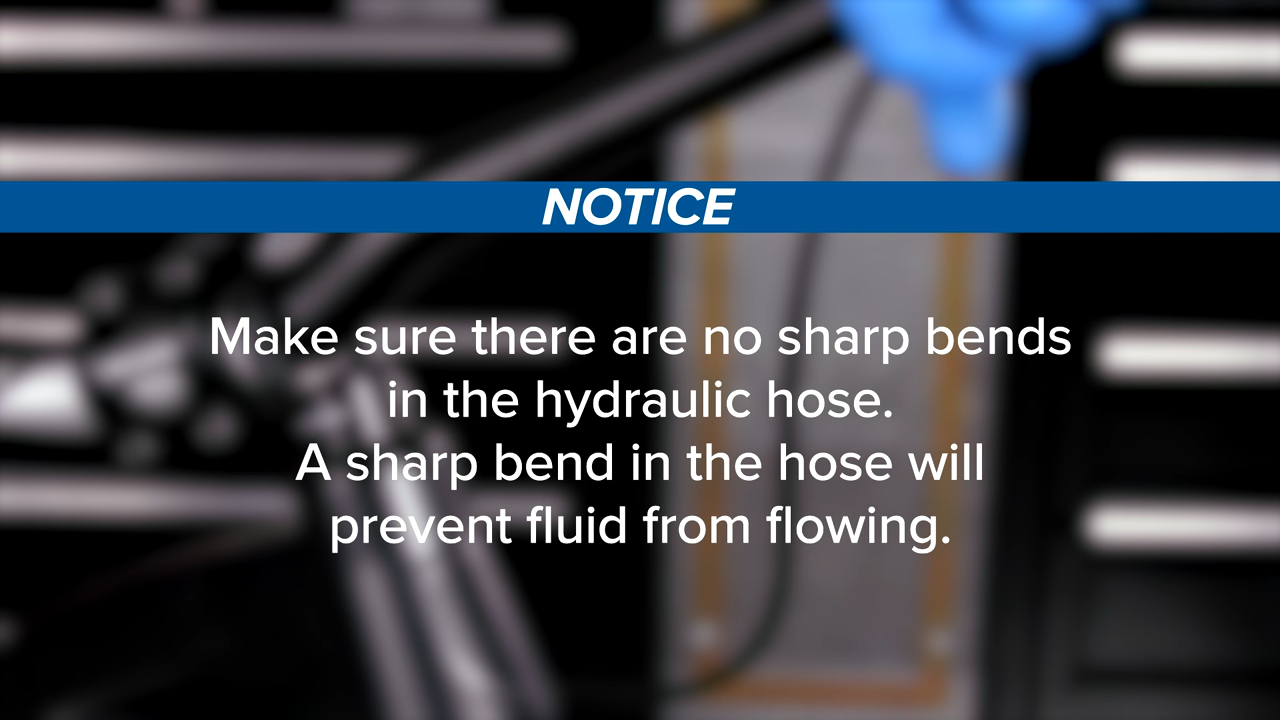 NOTICE
Make sure there are no sharp bends
in the hydraulic hose.
A sharp bend in the hose will
prevent fluid from flowing.